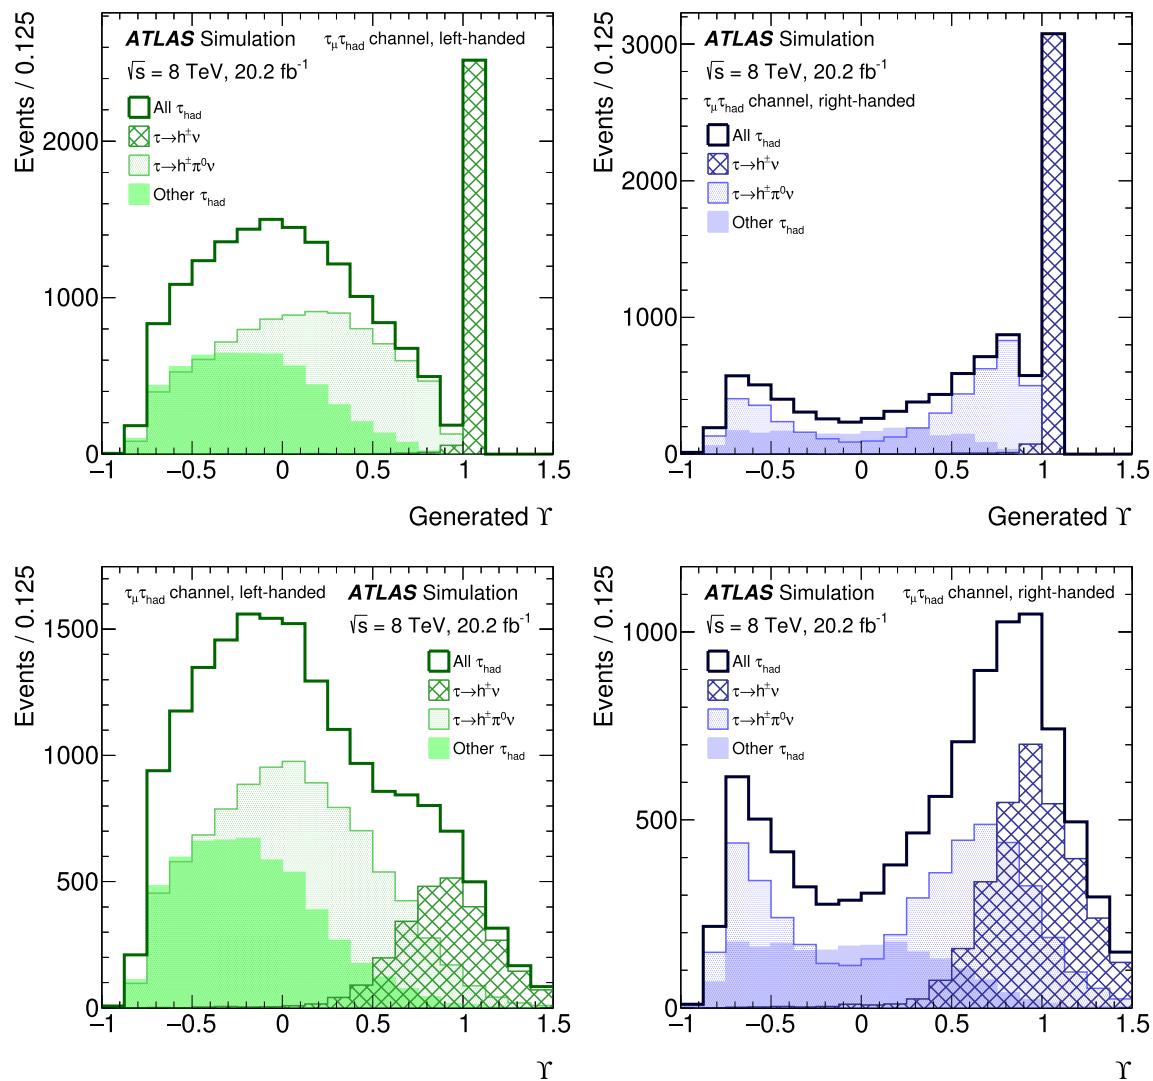 Events / 0.125
ATLAS Simulation
τμτhad channel, left-handed
√s = 8 TeV, 20.2 fb-1
All τhad
τ→h±ν
τ→h±π0ν
Other τhad
2000
1000
0
−1 −0.5 0 0.5 1 1.5
Generated ϒ
Events / 0.125
ATLAS Simulation
√s = 8 TeV, 20.2 fb-1
τμτhad channel, right-handed
All τhad
τ→h±ν
τ→h±π0ν
Other τhad
3000
2000
1000
0
−1 −0.5 0 0.5 1 1.5
Generated ϒ
Events / 0.125
τμτhad channel, left-handed
ATLAS Simulation
√s = 8 TeV, 20.2 fb-1
All τhad
τ→h±ν
τ→h±π0ν
Other τhad
1500
1000
500
0
−1 −0.5 0 0.5 1 1.5
ϒ
Events / 0.125
ATLAS Simulation
τμτhad channel, right-handed
√s = 8 TeV, 20.2 fb-1
All τhad
τ→h±ν
τ→h±π0ν
Other τhad
1000
500
0
−1 −0.5 0 0.5 1 1.5
ϒ